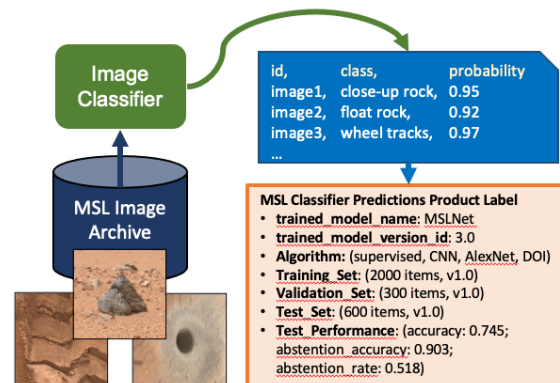 Image
Classifier
MSL Image
Archive
id, class, probability
image1, close-up rock, 0.95
image2, float rock, 0.92
image3, wheel tracks, 0.97
…
MSL Classifier Predictions Product Label
• trained_model_name: MSLNet
• trained_model_version_id: 3.0
• Algorithm: (supervised, CNN, AlexNet, DOI)
• Training_Set: (2000 items, v1.0)
• Validation_Set: (300 items, v1.0)
• Test_Set: (600 items, v1.0)
• Test_Performance: (accuracy: 0.745;
abstention_accuracy: 0.903;
abstention_rate: 0.518)